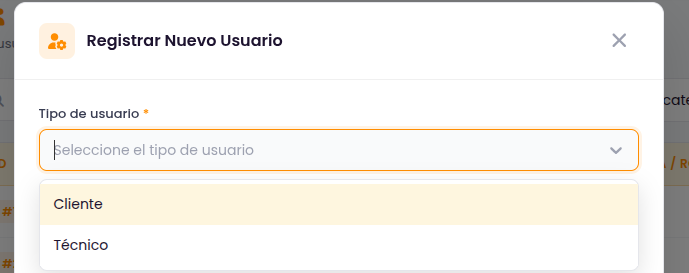 Registrar Nuevo Usuario
Tipo de usuario *
Seleccione el tipo de usuario
Cliente
Técnico